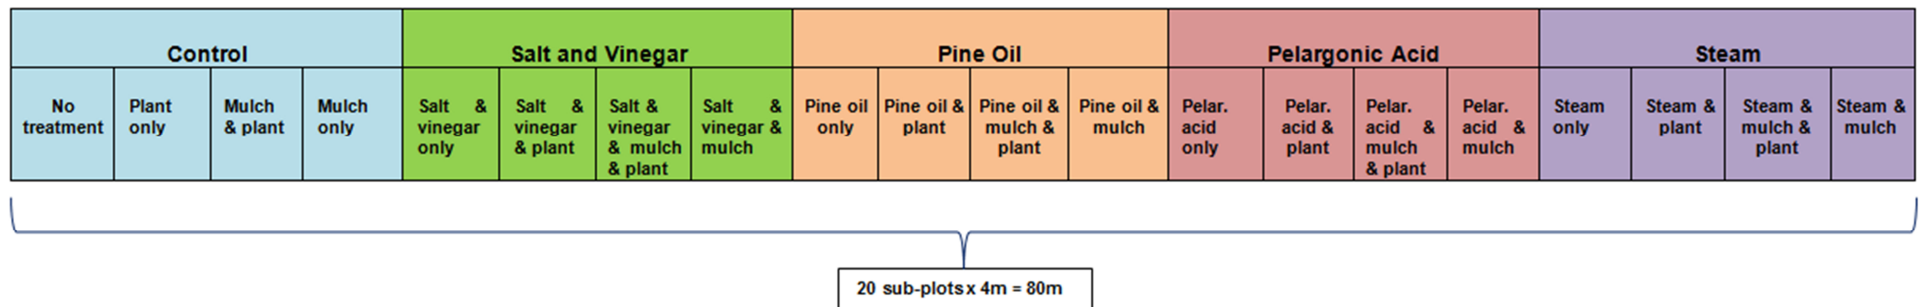 Control
Salt and Vinegar
Pine Oil
Pelargonic Acid
Steam
No
treatment
Plant
only
Mulch
& plant
Mulch
only
Salt &
vinegar
only
Salt &
vinegar
& plant
Salt &
vinegar
& mulch
& plant
Salt &
vinegar &
mulch
Pine oil
only
Pine oil &
plant
Pine oil &
mulch &
plant
Pine oil &
mulch
Pelar.
acid
only
Pelar.
acid &
plant
Pelar.
acid &
mulch
& plant
Pelar.
acid &
mulch
Steam
only
Steam &
plant
Steam &
mulch &
plant
Steam &
mulch
20 sub-plots x 4m = 80m